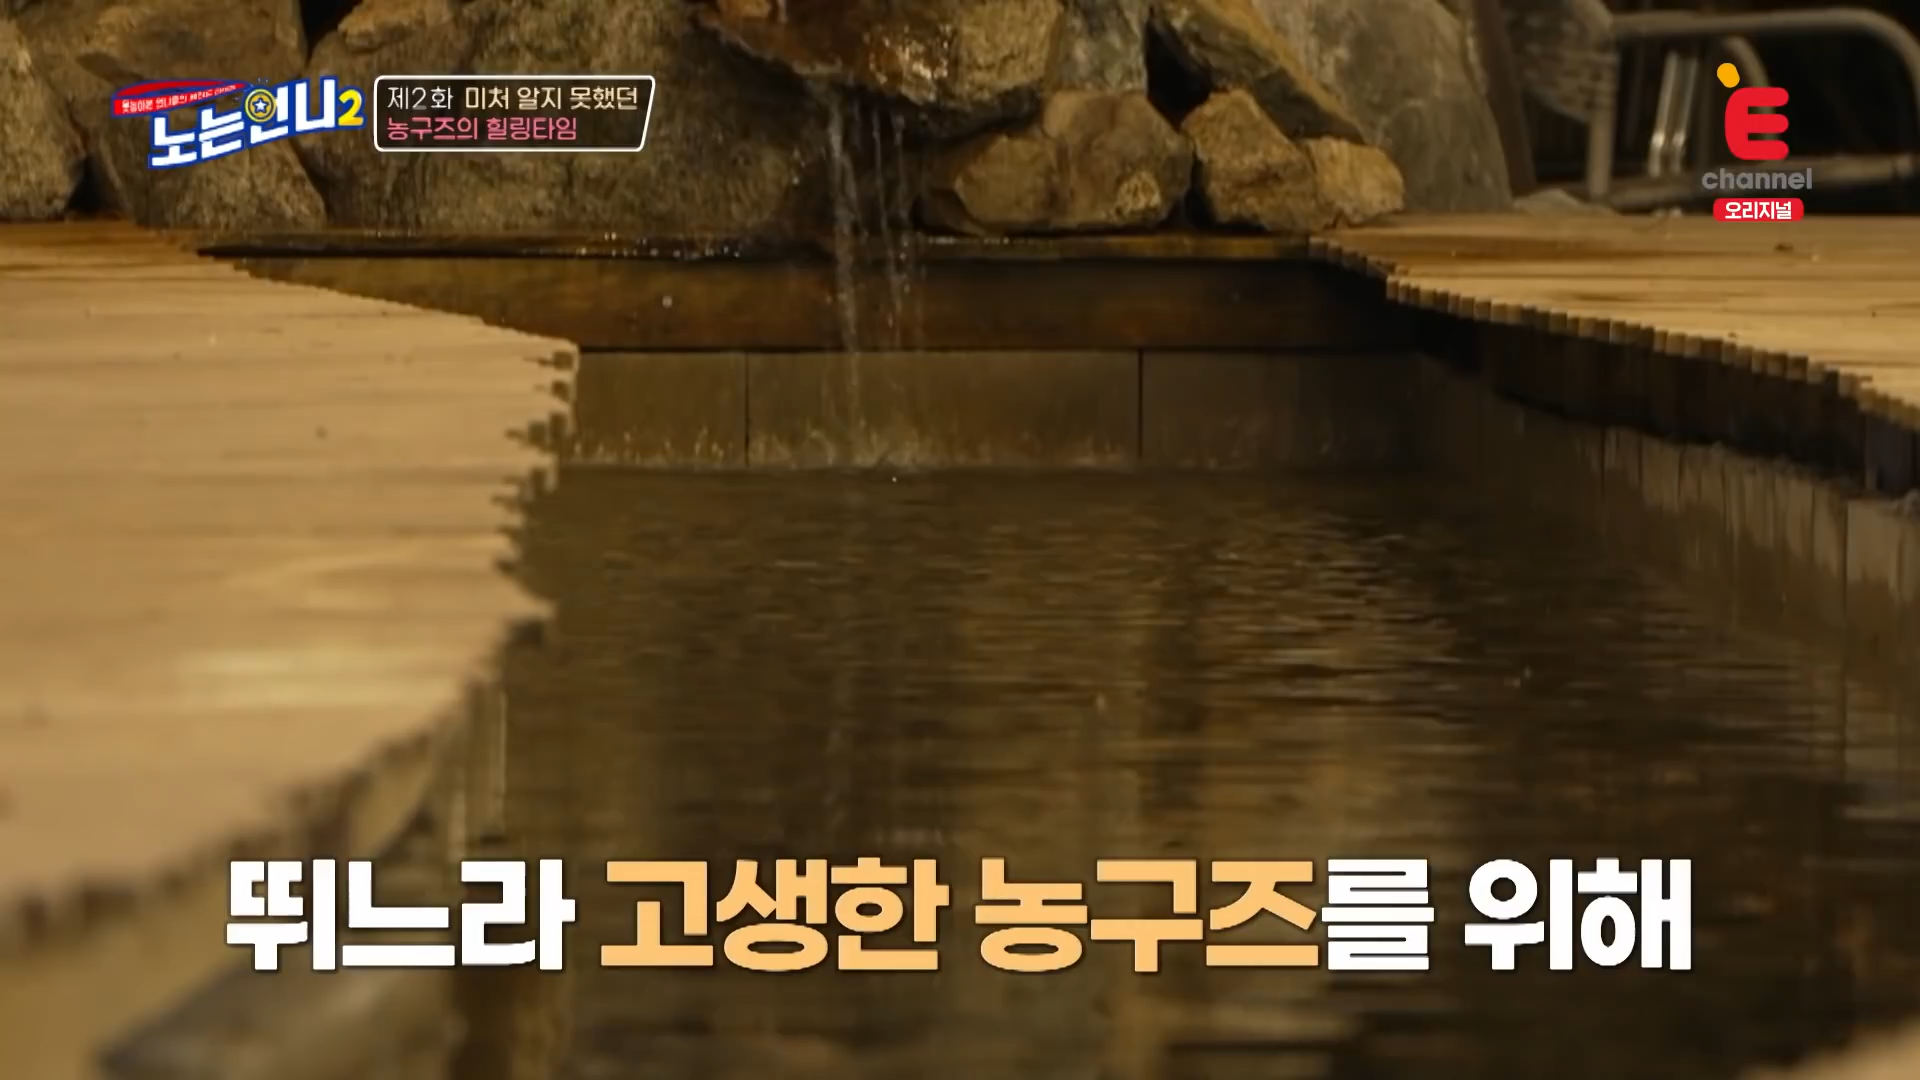 노는언니2
제2화 미처 알지 못했던
농구즈의 힐링타임
E
channel
오리지널
뛰느라 고생한 농구즈를 위해